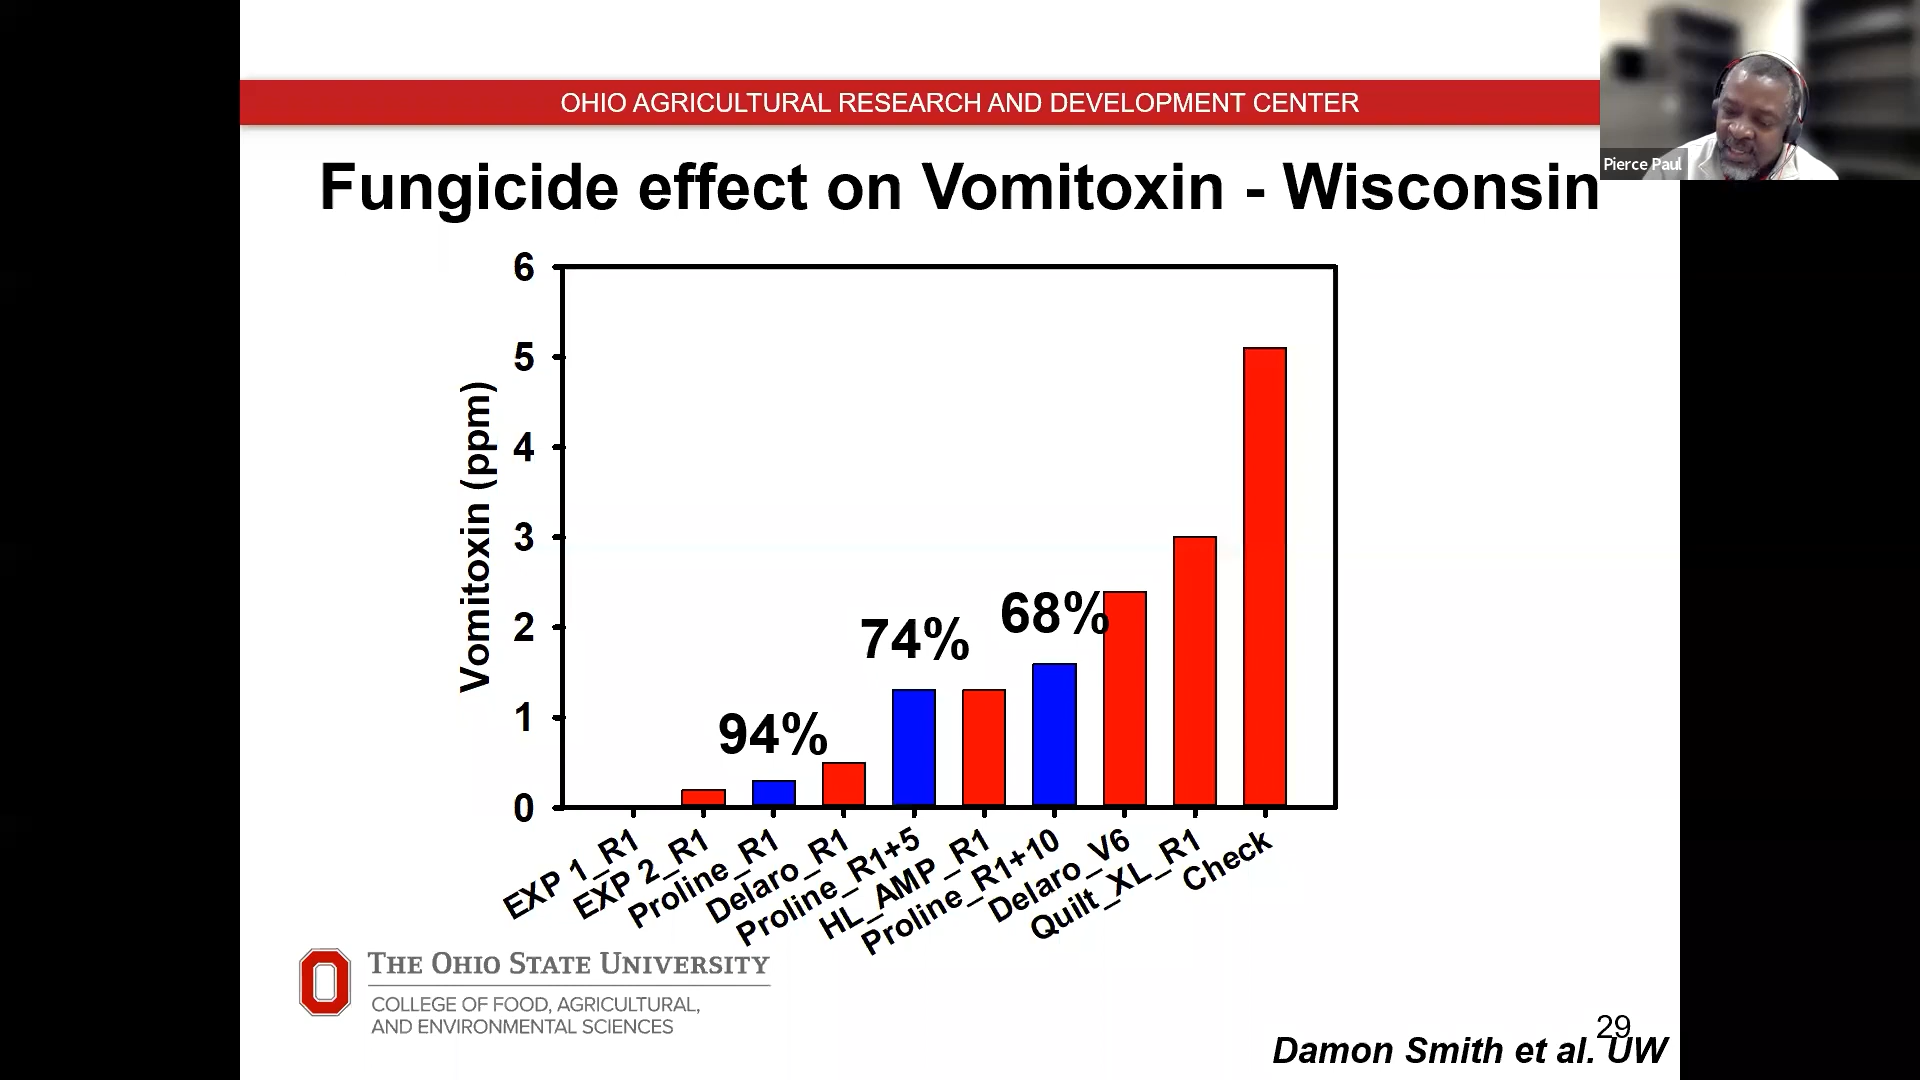 OHIO AGRICULTURAL RESEARCH AND DEVELOPMENT CENTER
Pierce Paul
Fungicide effect on Vomitoxin - Wisconsin
Vomitoxin (ppm)
6
5
4
3
2
1
0
94%
74%
68%
EXP 1_R1
EXP 2_R1
Proline_R1
Delaro_R1
Proline_R1+5
HL_AMP_R1
Proline_R1+10
Delaro_V6
Quilt_XL_R1
Check
THE OHIO STATE UNIVERSITY
COLLEGE OF FOOD, AGRICULTURAL,
AND ENVIRONMENTAL SCIENCES
29
Damon Smith et al. UW